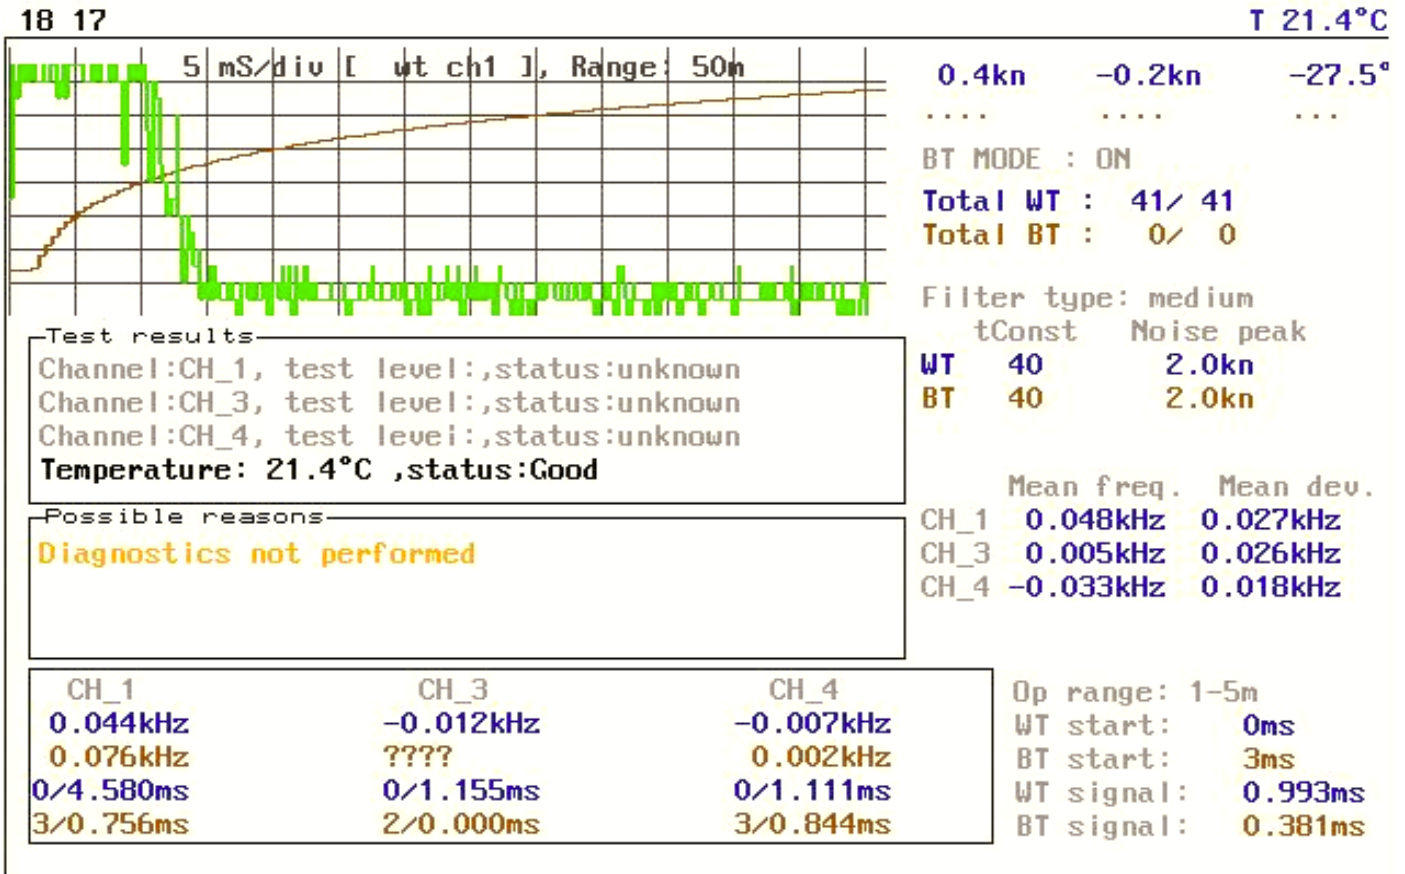 18 17
T 21.4°C
5 mS/div [ wt ch1 ], Range: 50m
0.4kn -0.2kn -27.5°
.... .... ...
BT MODE : ON
Total WT : 41/ 41
Total BT : 0/ 0
Filter type: medium
tConst Noise peak
WT 40 2.0kn
BT 40 2.0kn
Test results
Channel:CH_1, test level:,status:unknown
Channel:CH_3, test level:,status:unknown
Channel:CH_4, test level:,status:unknown
Temperature: 21.4°C ,status:Good
Possible reasons
Diagnostics not performed
Mean freq. Mean dev.
CH_1 0.048kHz 0.027kHz
CH_3 0.005kHz 0.026kHz
CH_4 -0.033kHz 0.018kHz
CH_1 CH_3 CH_4
0.044kHz -0.012kHz -0.007kHz
0.076kHz ???? 0.002kHz
0/4.580ms 0/1.155ms 0/1.111ms
3/0.756ms 2/0.000ms 3/0.844ms
Op range: 1-5m
WT start: 0ms
BT start: 3ms
WT signal: 0.993ms
BT signal: 0.381ms